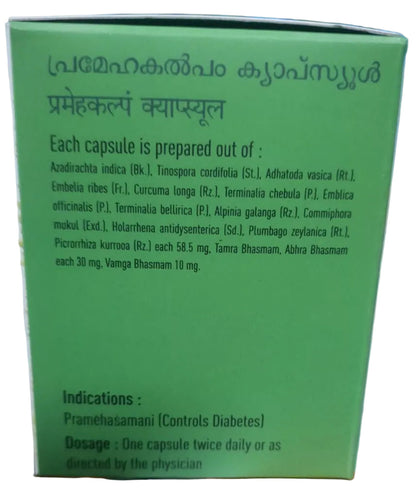 പ്രമേഹകൽപം ക്യാപ്സ്യൂൾ
प्रमेहकल्पं क्याप्स्यूल
Each capsule is prepared out of :
Azadirachta indica (Bk.), Tinospora cordifolia (St.), Adhatoda vasica (Rt.),
Embelia ribes (Fr.), Curcuma longa (Rz.), Terminalia chebula (P.), Emblica
officinalis (P.), Terminalia bellirica (P.), Alpinia galanga (Rz.), Commiphora
mukul (Exd.), Holarrhena antidysenterica (Sd.), Plumbago zeylanica (Rt.),
Picrorrhiza kurrooa (Rz.) each 58.5 mg, Tamra Bhasmam, Abhra Bhasmam
each 30 mg, Vamga Bhasmam 10 mg.
Indications :
Pramehasamani (Controls Diabetes)
Dosage : One capsule twice daily or as
directed by the physician